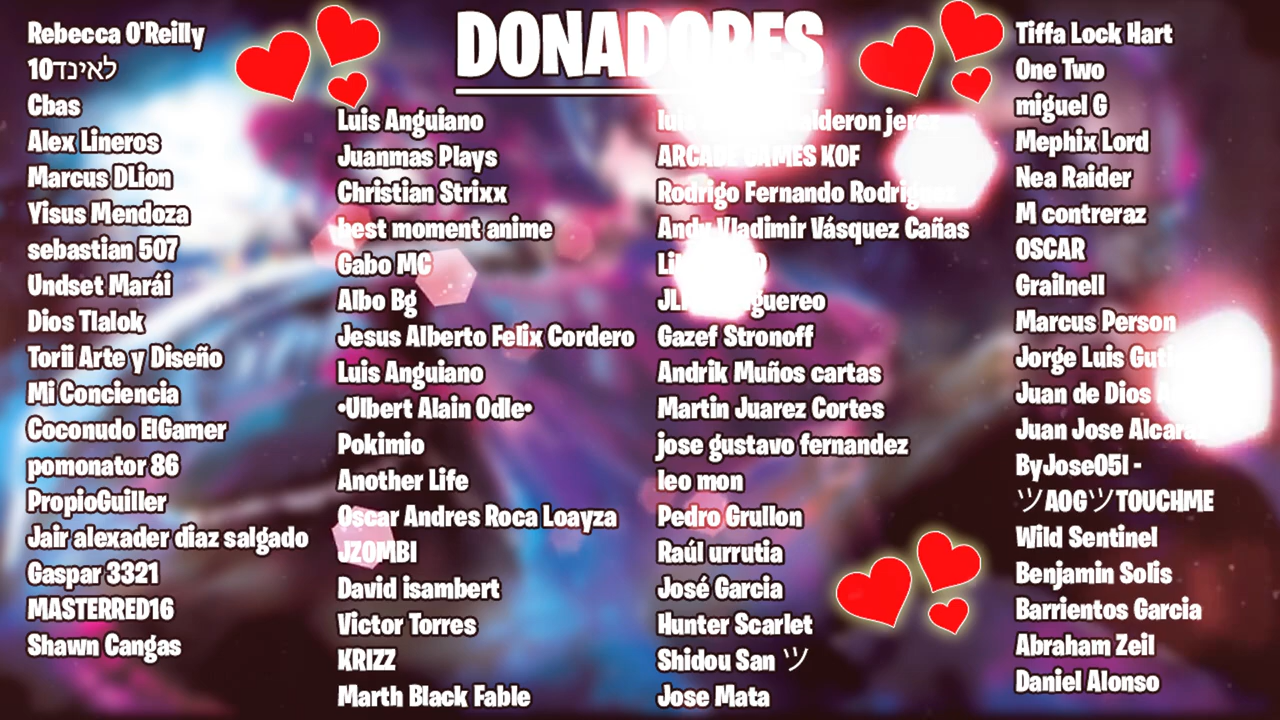 DONADORES
Rebecca O'Reilly
לאינד10
Cbas
Alex Lineros
Marcus DLion
Yisus Mendoza
sebastian 507
Undset Marái
Dios Tlalok
Torii Arte y Diseño
Mi Conciencia
Coconudo ElGamer
pomonator 86
PropioGuiller
Jair alexader diaz salgado
Gaspar 3321
MASTERRED16
Shawn Cangas
Luis Anguiano
Juanmas Plays
Christian Strixx
best moment anime
Gabo MC
Albo Bg
Jesus Alberto Felix Cordero
Luis Anguiano
•Ulbert Alain Odle•
Pokimio
Another Life
Oscar Andres Roca Loayza
JZOMBI
David isambert
Victor Torres
KRIZZ
Marth Black Fable
jerez
ARCADE GAMES KOF
Rodrigo Fernando
Andy Vladimir Vásquez Cañas
Gazef Stronoff
Andrik Muños cartas
Martin Juarez Cortes
jose gustavo fernandez
leo mon
Pedro Grullon
Raúl urrutia
José Garcia
Hunter Scarlet
Shidou San ツ
Jose Mata
Tiffa Lock Hart
One Two
miguel G
Mephix Lord
Nea Raider
M contreraz
OSCAR
Grailnell
Marcus Person
Jorge Luis
Juan de Dios
Juan Jose
ByJose05l -
ツAOGツTOUCHME
Wild Sentinel
Benjamin Solis
Barrientos Garcia
Abraham Zeil
Daniel Alonso